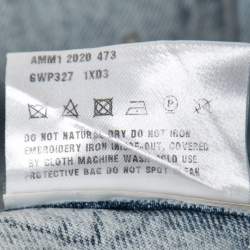 AMM1 2020 473
GWP327 1XD3
P
DO NOT NATURAL DRY DO NOT IRON
EMBROIDERY IRON INSIDE-OUT, COVERED
BY CLOTH MACHINE WASH COLD USE
PROTECTIVE BAG DO NOT SPOT CLEAN